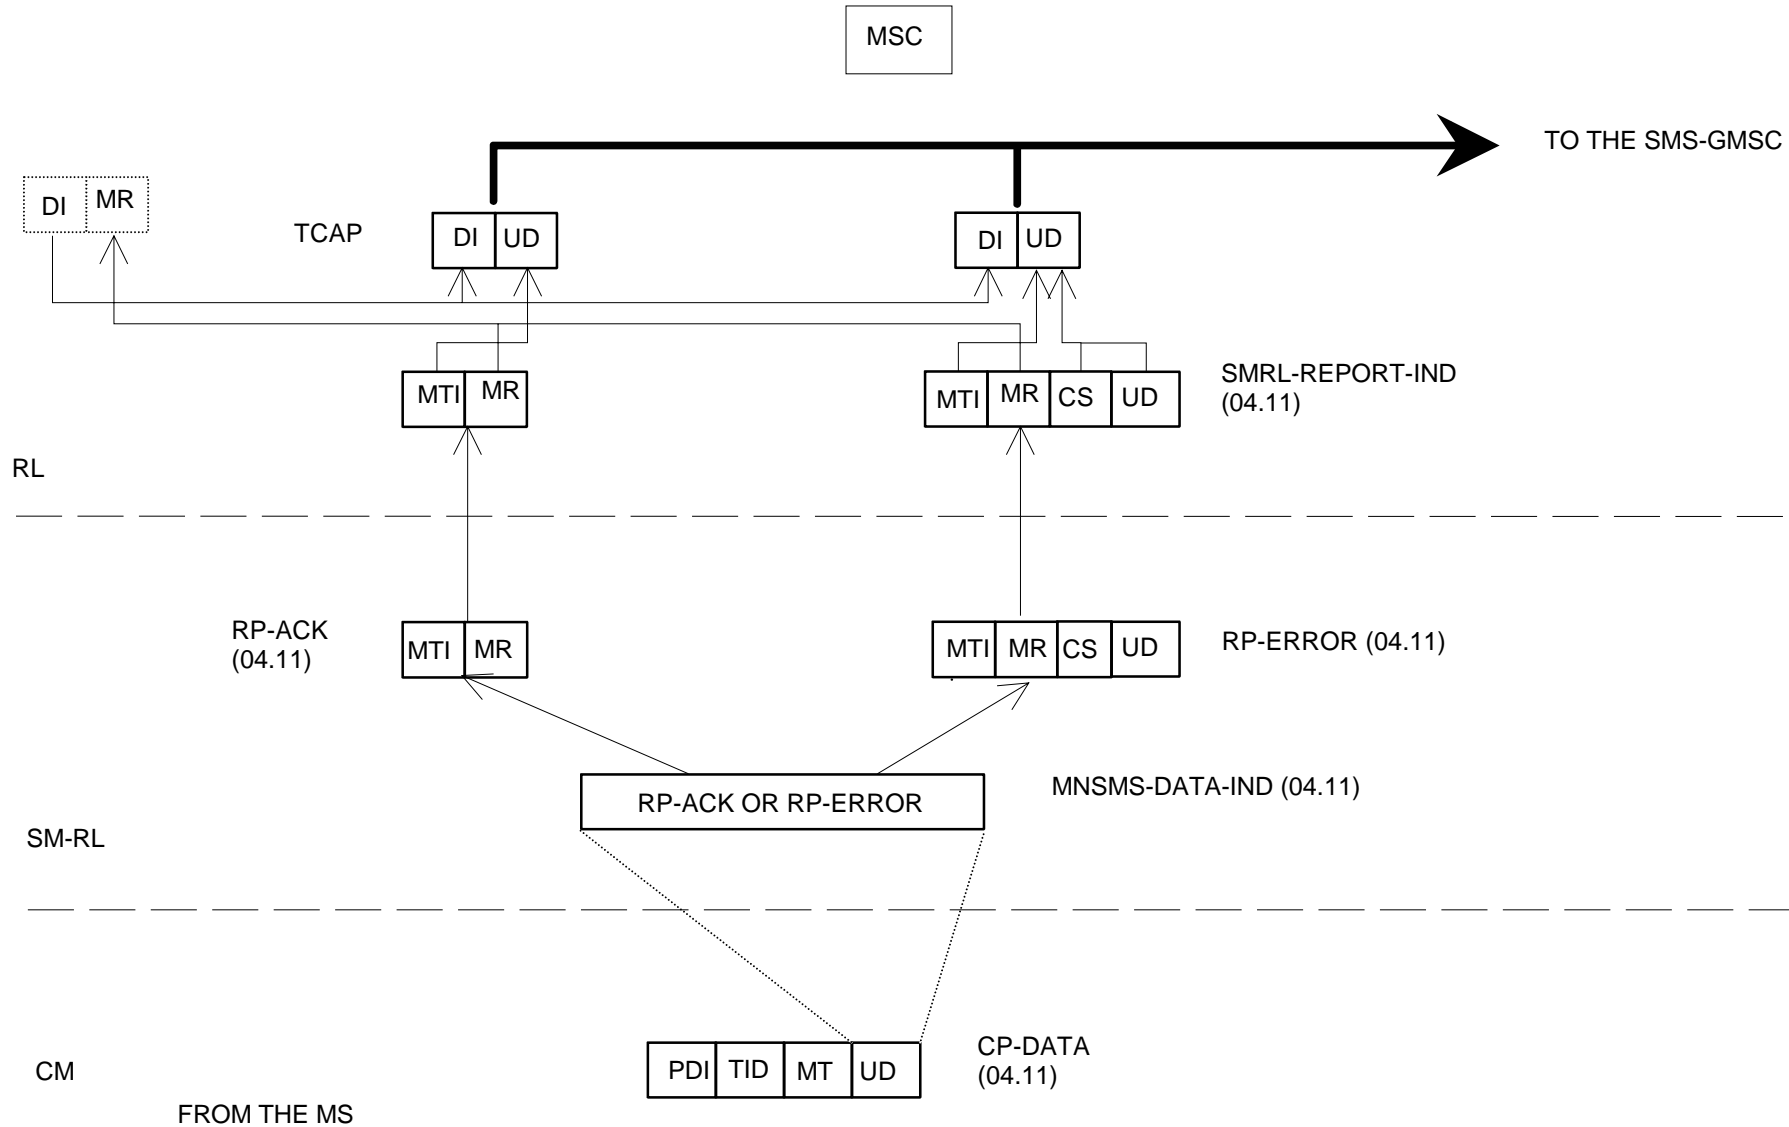 MSC
TO THE SMS-GMSC
DI MR
TCAP
DI UD
DI UD
MTI MR
MTI MR CS UD
SMRL-REPORT-IND
(04.11)
RL
RP-ACK
(04.11)
MTI MR
MTI MR CS UD
RP-ERROR (04.11)
RP-ACK OR RP-ERROR
MNSMS-DATA-IND (04.11)
SM-RL
CM
PDI TID MT UD
CP-DATA
(04.11)
FROM THE MS